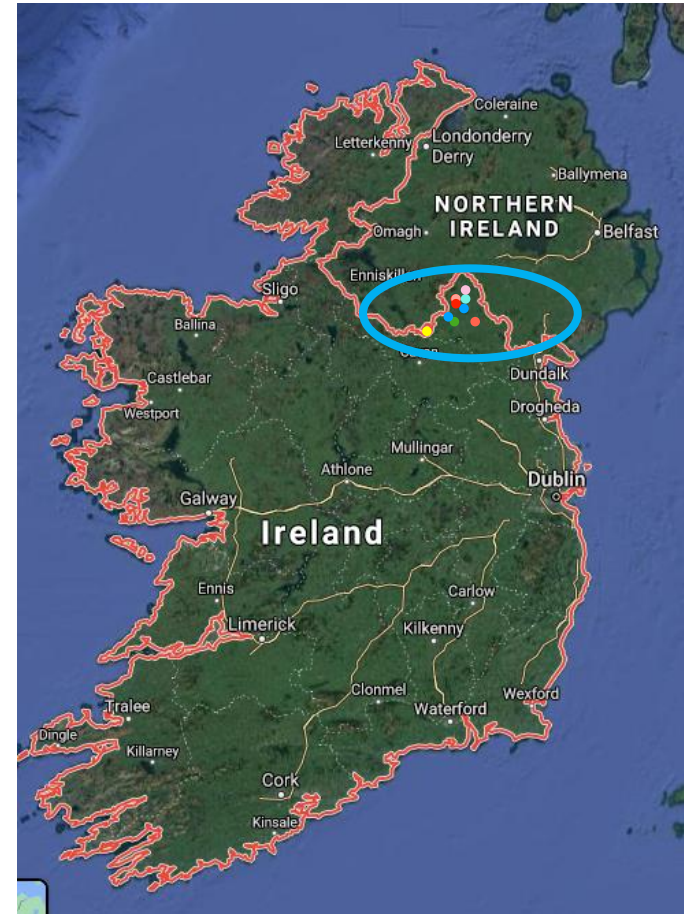 Coleraine
Letterkenny
Londonderry
Derry
Ballymena
NORTHERN
IRELAND
Omagh
Belfast
Enniskillen
Sligo
Ballina
Castlebar
Dundalk
Westport
Drogheda
Mullingar
Athlone
Dublin
Galway
Ireland
Ennis
Carlow
Limerick
Kilkenny
Clonmel
Wexford
Tralee
Waterford
Dingle
Killarney
Cork
Kinsale